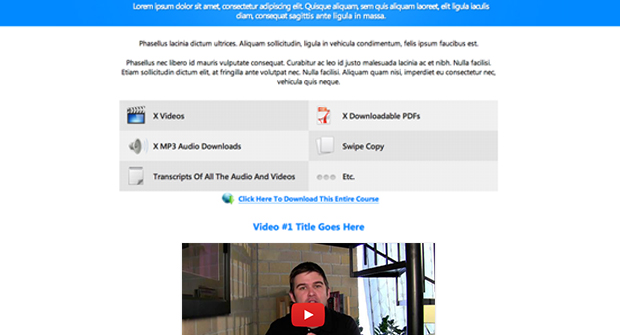 Lorem ipsum dolor sit amet, consectetur adipiscing elit. Quisque aliquam, sem quis aliquam laoreet, elit ligula iaculis
diam, consequat sagittis ante ligula in massa.
Phasellus lacinia dictum ultrices. Aliquam sollicitudin, ligula in vehicula condimentum, felis ipsum faucibus est.
Phasellus nec libero id mauris vulputate consequat. Curabitur ac leo id justo malesuada lacinia ac et nibh. Nulla facilisi.
Etiam sollicitudin dictum elit, at fringilla ante volutpat nec. Nulla facilisi. Aliquam quam nisi, imperdiet eu consectetur nec,
vehicula quis neque.
X Videos
X Downloadable PDFs
X MP3 Audio Downloads
Swipe Copy
Transcripts Of All The Audio And Videos
Etc.
Click Here To Download This Entire Course
Video #1 Title Goes Here